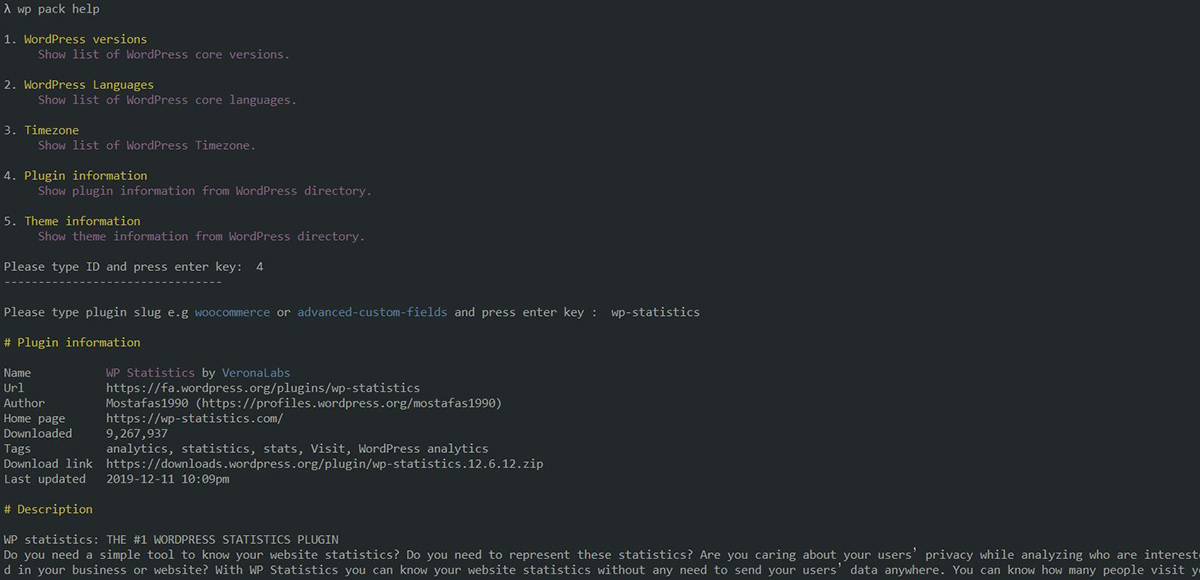 λ wp pack help
1. WordPress versions
Show list of WordPress core versions.
2. WordPress Languages
Show list of WordPress core languages.
3. Timezone
Show list of WordPress Timezone.
4. Plugin information
Show plugin information from WordPress directory.
5. Theme information
Show theme information from WordPress directory.
Please type ID and press enter key:  4
--------------------------------
Please type plugin slug e.g woocommerce or advanced-custom-fields and press enter key :  wp-statistics
# Plugin information
Name WP Statistics by VeronaLabs
Url https://fa.wordpress.org/plugins/wp-statistics
Author Mostafas1990 (https://profiles.wordpress.org/mostafas1990)
Home page https://wp-statistics.com/
Downloaded 9,267,937
Tags analytics, statistics, stats, Visit, WordPress analytics
Download link https://downloads.wordpress.org/plugin/wp-statistics.12.6.12.zip
Last updated 2019-12-11 10:09pm
# Description
WP statistics: THE #1 WORDPRESS STATISTICS PLUGIN
Do you need a simple tool to know your website statistics? Do you need to represent these statistics? Are you caring about your users’ privacy while analyzing who are intereste
d in your business or website? With WP Statistics you can know your website statistics without any need to send your users’ data anywhere. You can know how many people visit y